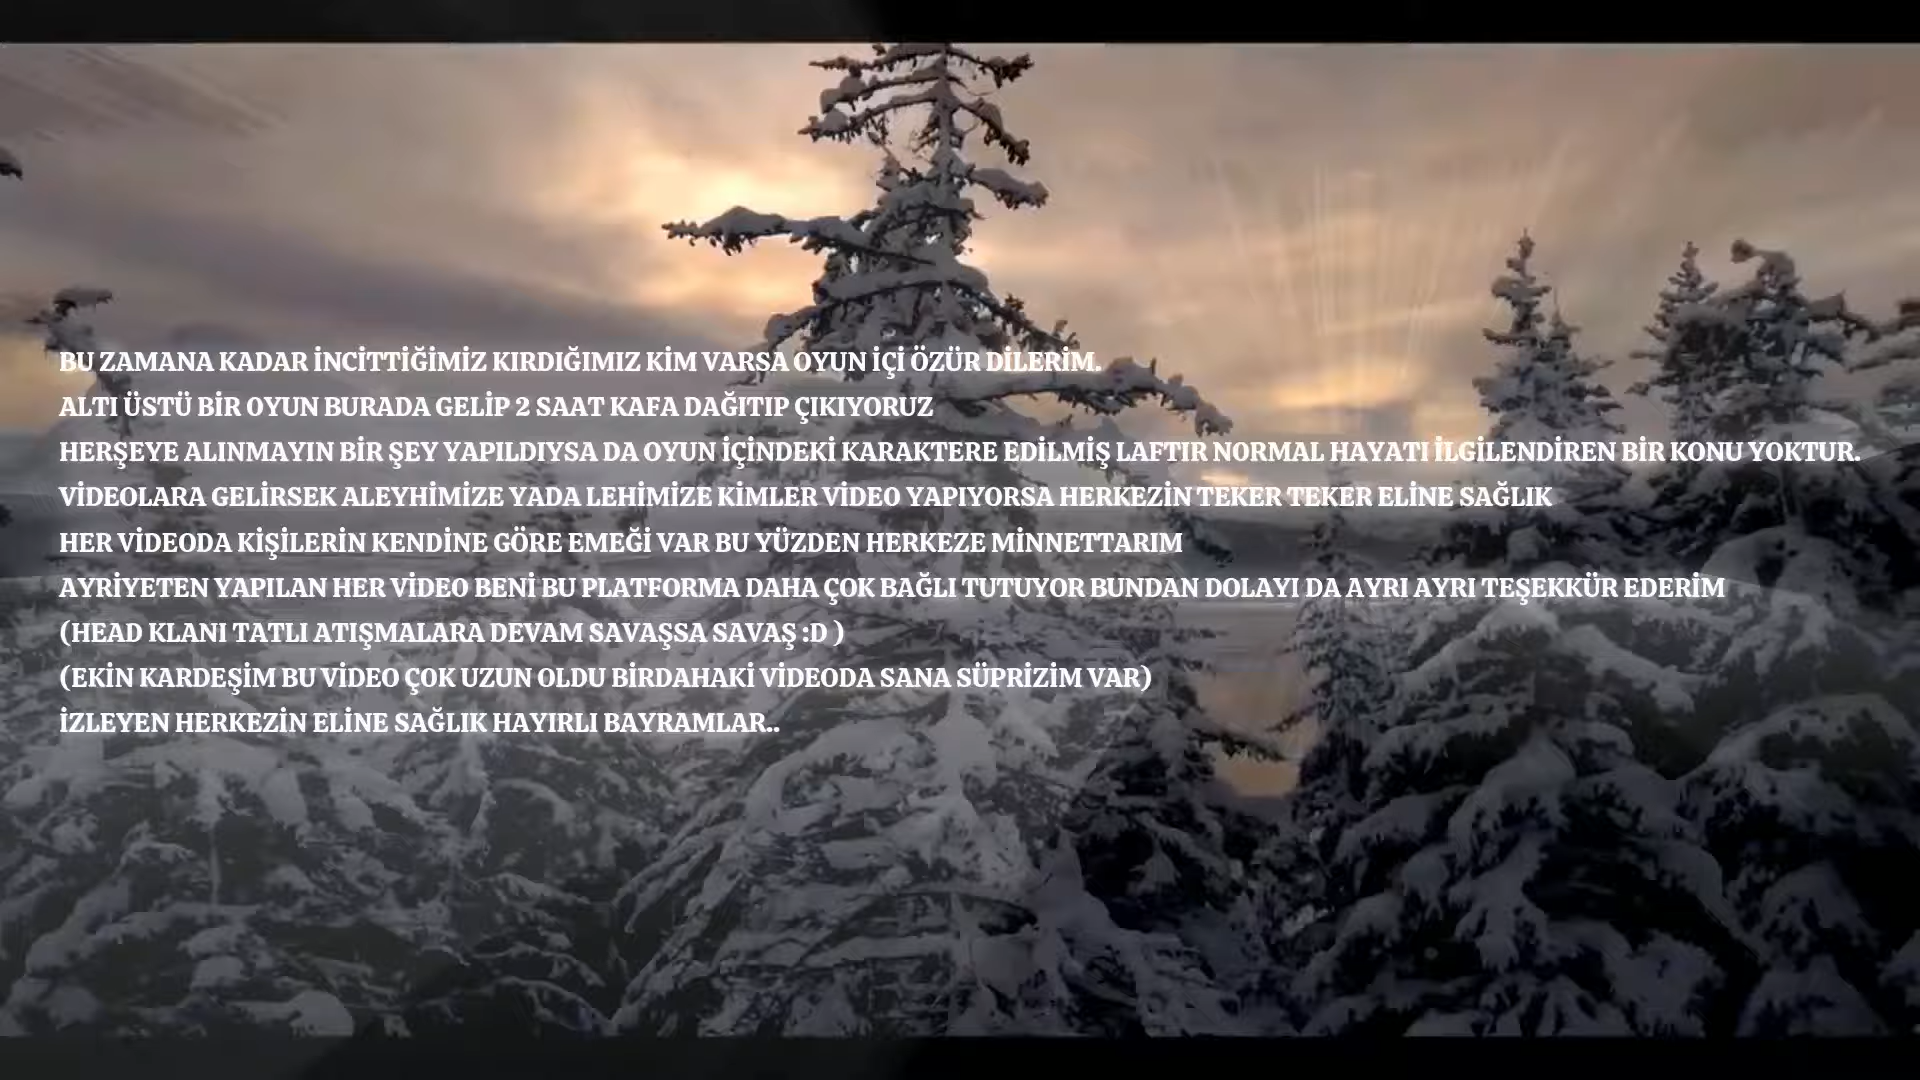 BU ZAMANA KADAR İNCİTTİĞİMİZ KIRDIĞIMIZ KİM VARSA OYUN İÇİ ÖZÜR DİLERİM.
ALTI ÜSTÜ BİR OYUN BURADA GELİP 2 SAAT KAFA DAĞITIP ÇIKIYORUZ
HERŞEYE ALINMAYIN BİR ŞEY YAPILDIYSA DA OYUN İÇİNDEKİ KARAKTERE EDİLMİŞ LAFTIR NORMAL HAYATI İLGİLENDİREN BİR KONU YOKTUR.
VİDEOLARA GELİRSEK ALEYHİMİZE YADA LEHİMİZE KİMLER VİDEO YAPIYORSA HERKEZİN TEKER TEKER ELİNE SAĞLIK
HER VİDEODA KİŞİLERİN KENDİNE GÖRE EMEĞİ VAR BU YÜZDEN HERKEZE MİNNETTARIM
AYRİYETEN YAPILAN HER VİDEO BENİ BU PLATFORMA DAHA ÇOK BAĞLI TUTUYOR BUNDAN DOLAYI DA AYRI AYRI TEŞEKKÜR EDERİM
(HEAD KLANI TATLI ATIŞMALARA DEVAM SAVAŞSA SAVAŞ :D )
(EKİN KARDEŞİM BU VİDEO ÇOK UZUN OLDU BİRDAHAKİ VİDEODA SANA SÜPRİZİM VAR)
İZLEYEN HERKEZİN ELİNE SAĞLIK HAYIRLI BAYRAMLAR..